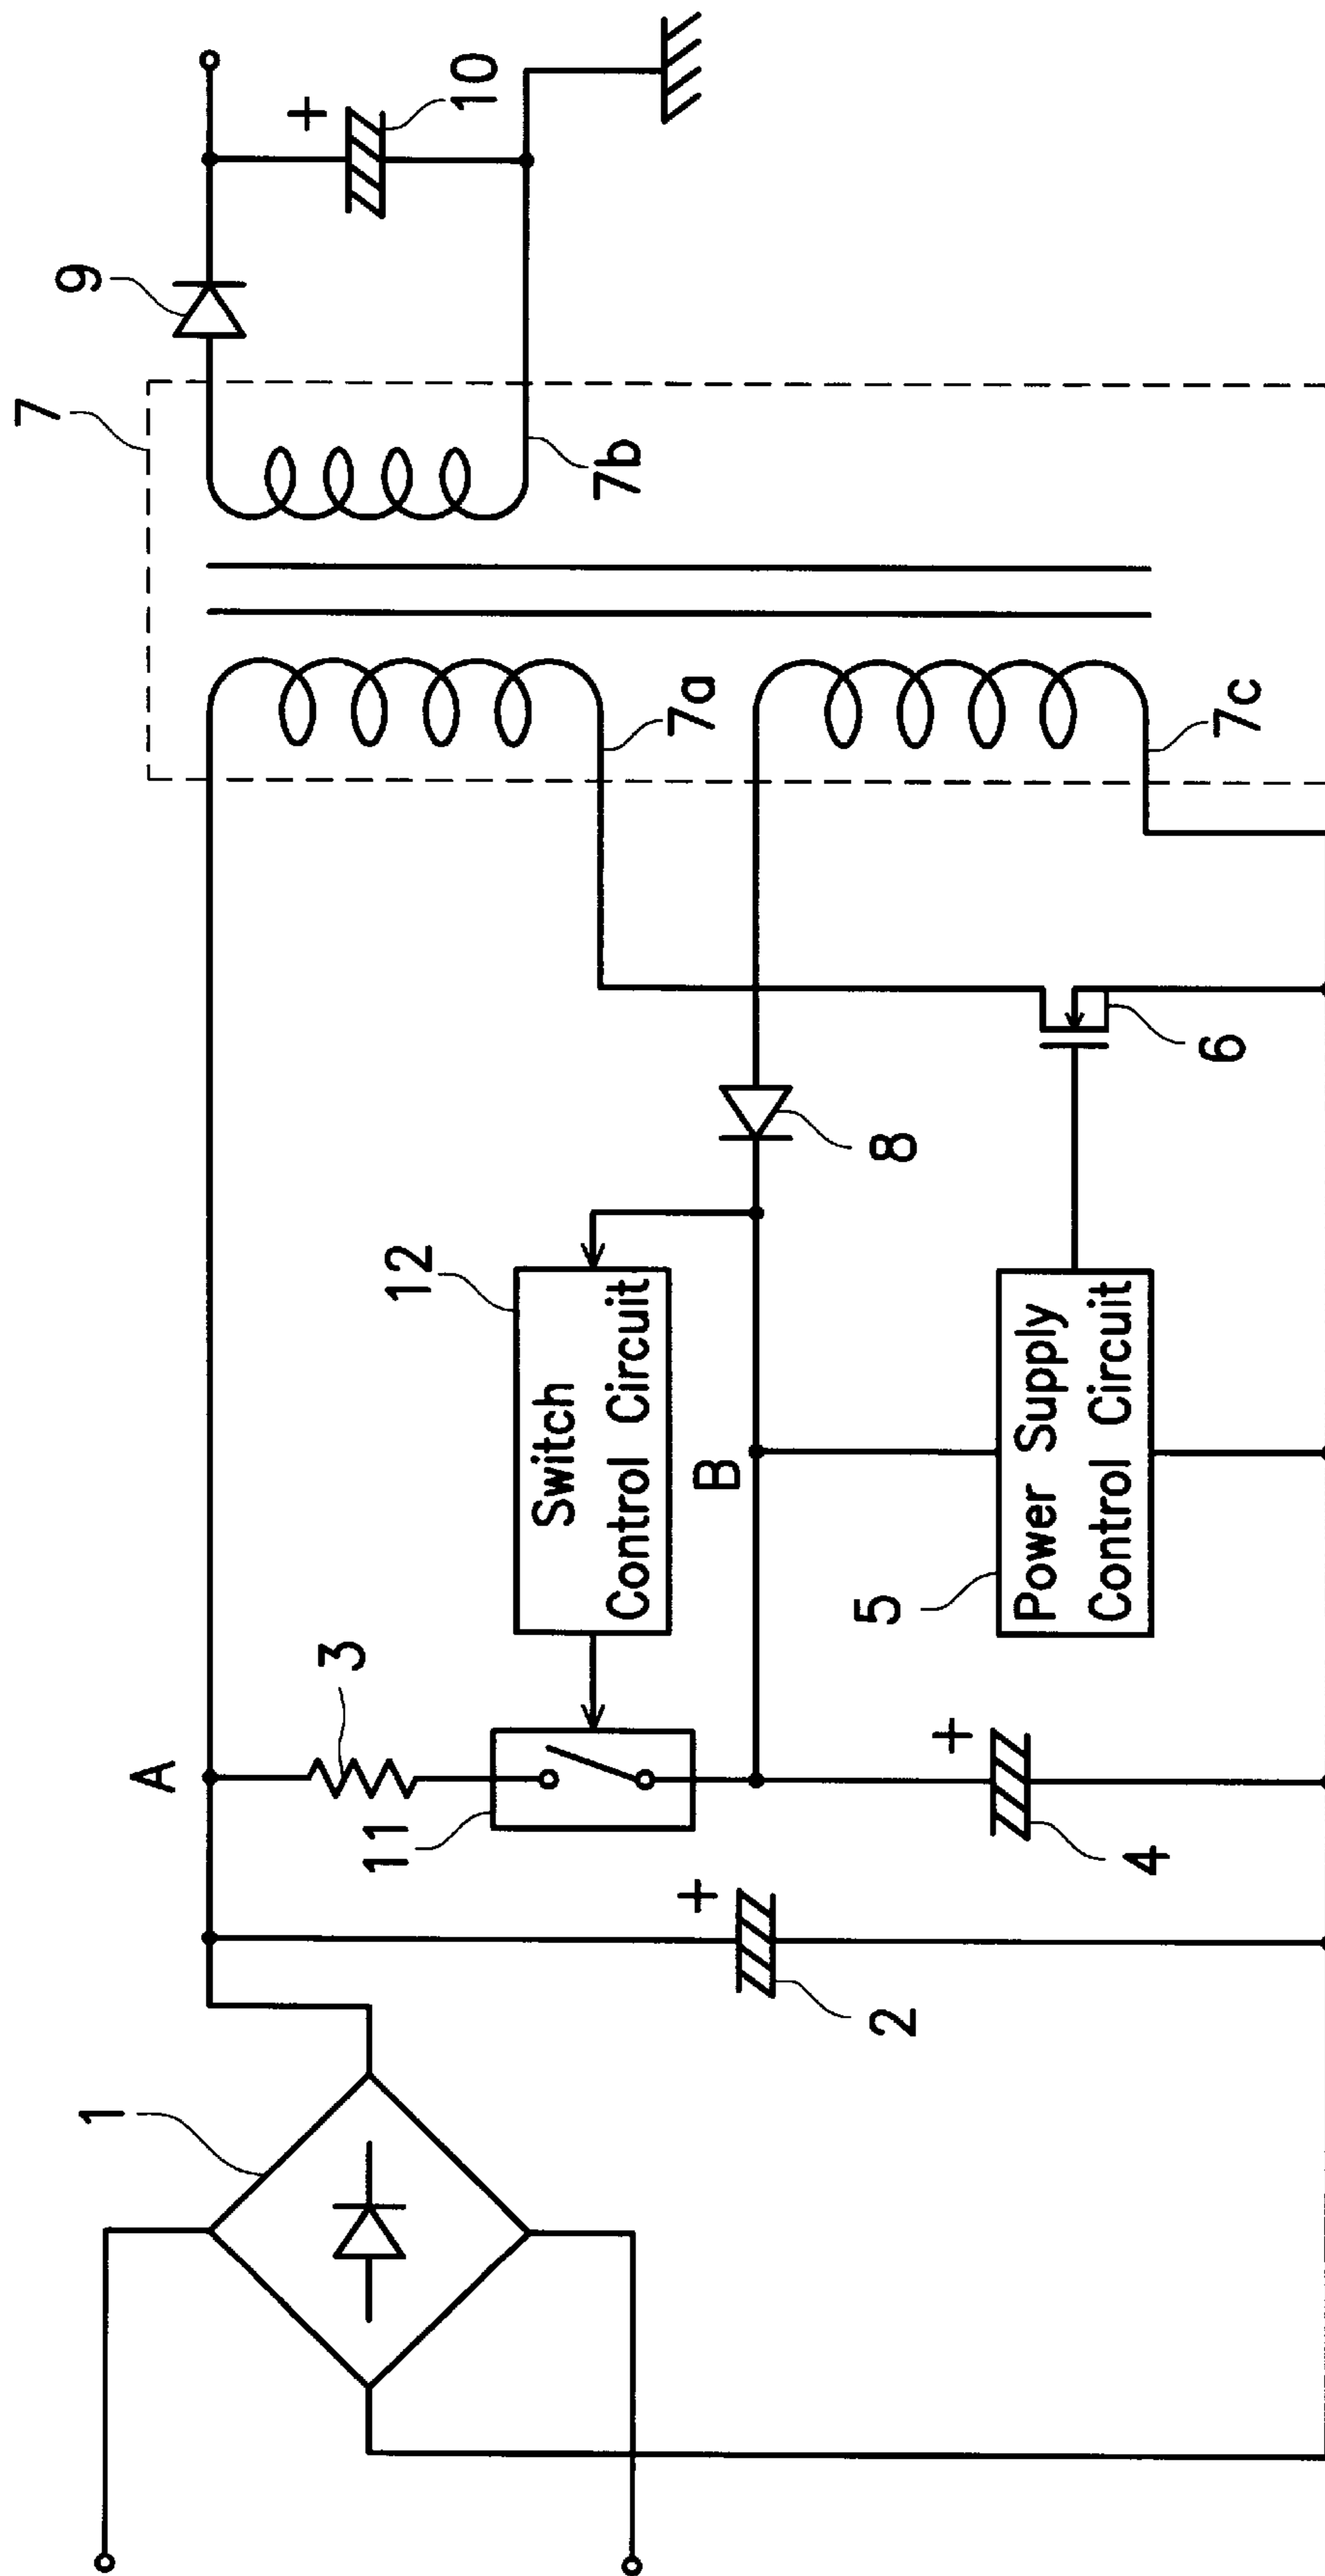 1
2
A
3
11
4
+
+
12
Switch
Control Circuit
B
5
Power Supply
Control Circuit
8
6
7
7a
7b
7c
9
10
+